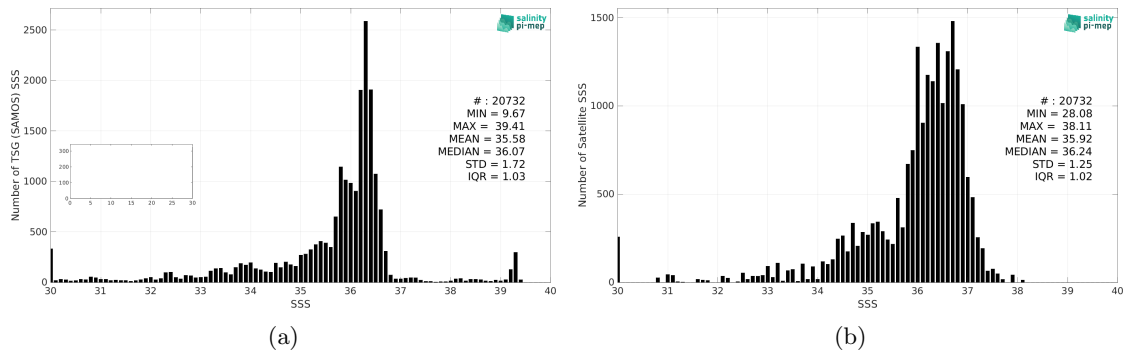 salinity
pi-mep
Number of TSG (SAMOS) SSS
2500
2000
1500
1000
500
0
# : 20732
MIN = 9.67
MAX = 39.41
MEAN = 35.58
MEDIAN = 36.07
STD = 1.72
IQR = 1.03
300
200
100
0
0 5 10 15 20 25 30
30 31 32 33 34 35 36 37 38 39 40
SSS
(a)
salinity
pi-mep
Number of Satellite SSS
1500
1000
500
0
# : 20732
MIN = 28.08
MAX = 38.11
MEAN = 35.92
MEDIAN = 36.24
STD = 1.25
IQR = 1.02
30 31 32 33 34 35 36 37 38 39 40
SSS
(b)